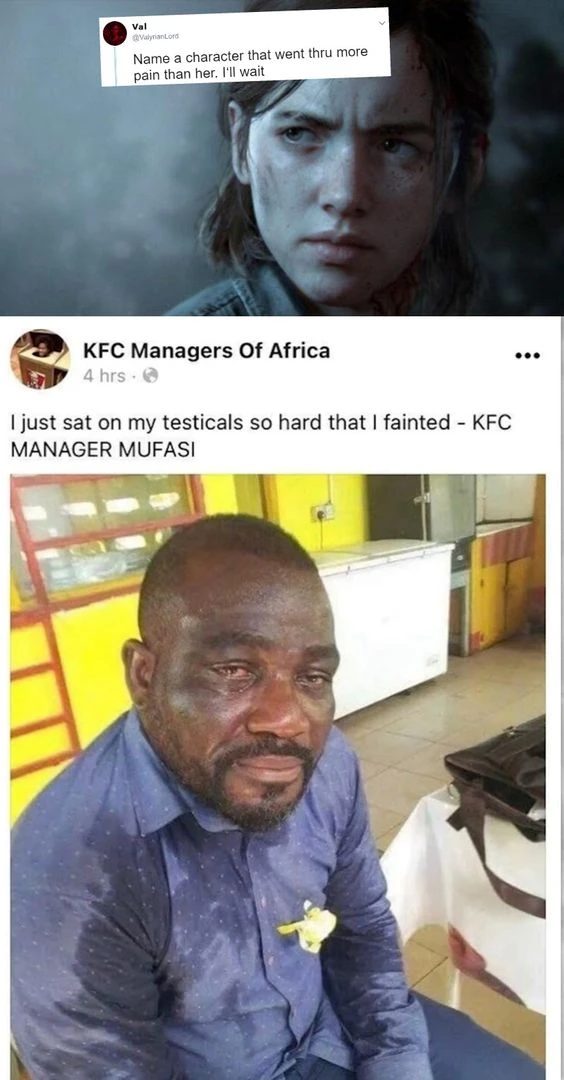 Val
@ValyrianLord
Name a character that went thru more
pain than her. I'll wait
KFC Managers Of Africa
4 hrs ·
I just sat on my testicals so hard that I fainted - KFC
MANAGER MUFASI